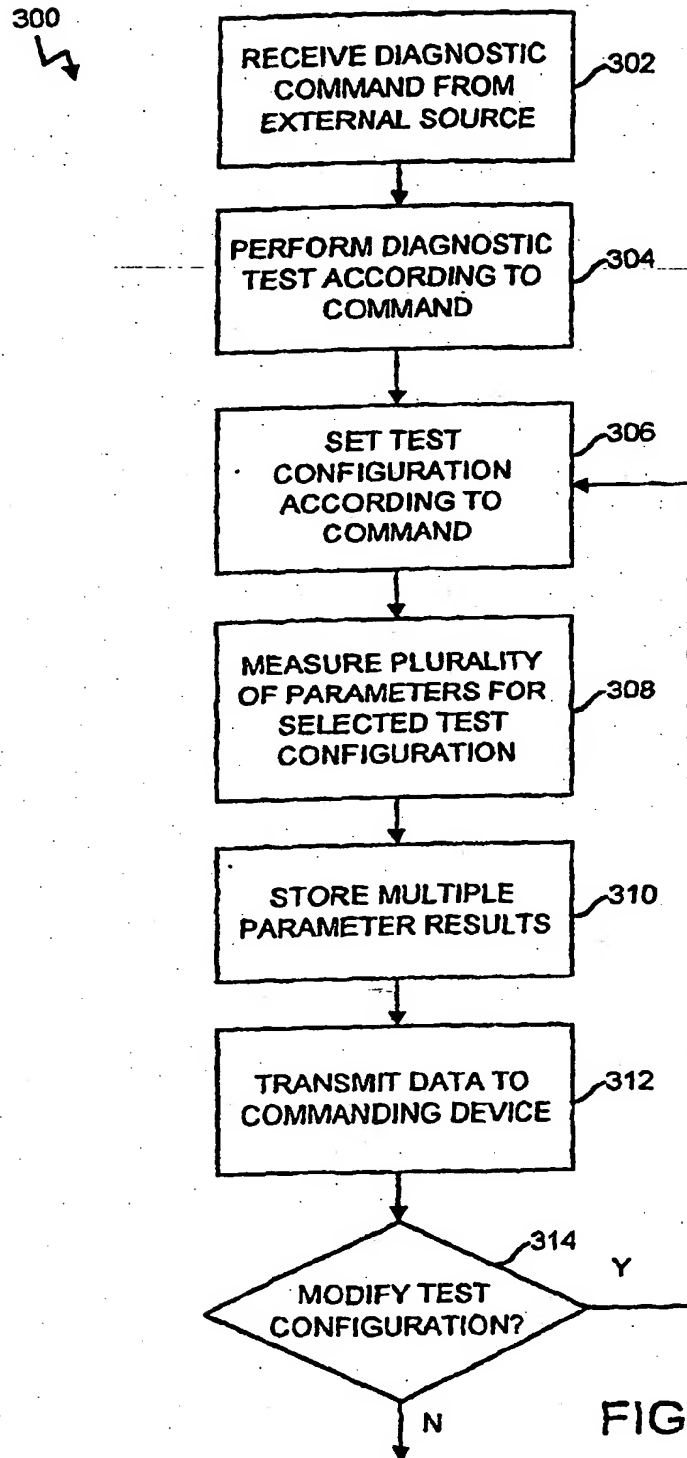 300
RECEIVE DIAGNOSTIC
COMMAND FROM
EXTERNAL SOURCE
302
PERFORM DIAGNOSTIC
TEST ACCORDING TO
COMMAND
304
SET TEST
CONFIGURATION
ACCORDING TO
COMMAND
306
MEASURE PLURALITY
OF PARAMETERS FOR
SELECTED TEST
CONFIGURATION
308
STORE MULTIPLE
PARAMETER RESULTS
310
TRANSMIT DATA TO
COMMANDING DEVICE
312
314
MODIFY TEST
CONFIGURATION?
Y
N
FIG